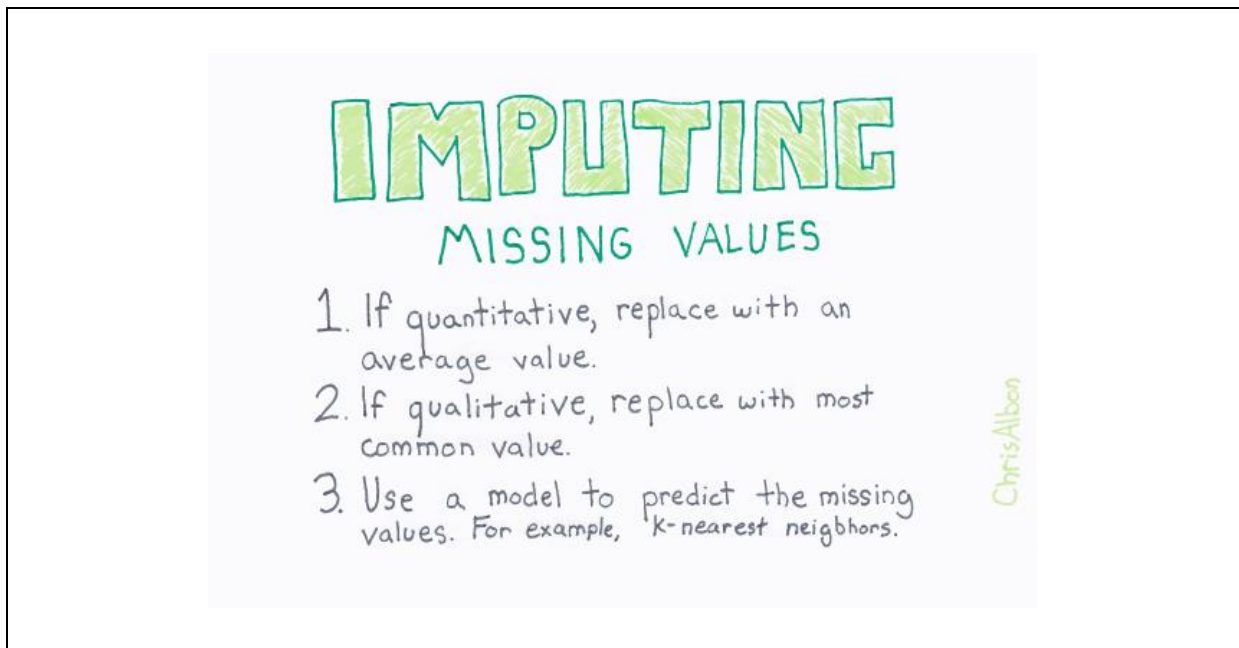 IMPUTING
MISSING VALUES
1. If quantitative, replace with an
average value.
2. If qualitative, replace with most
common value.
3. Use a model to predict the missing
values. For example, K-nearest neigbhors.
ChrisAlbon